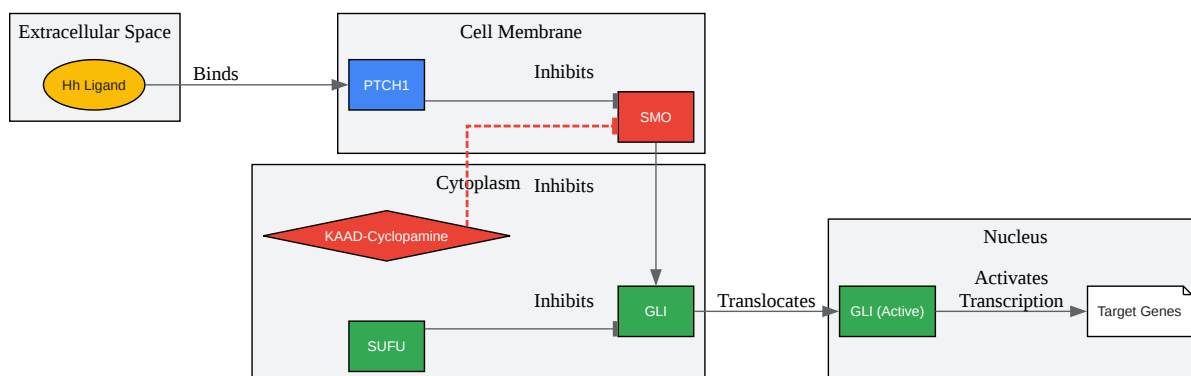 Extracellular Space
Hh Ligand
Binds
Cell Membrane
PTCH1
Inhibits
SMO
Cytoplasm
Inhibits
KAAD-Cyclopamine
Inhibits
SUFU
GLI
Translocates
Nucleus
GLI (Active)
Activates
Transcription
Target Genes